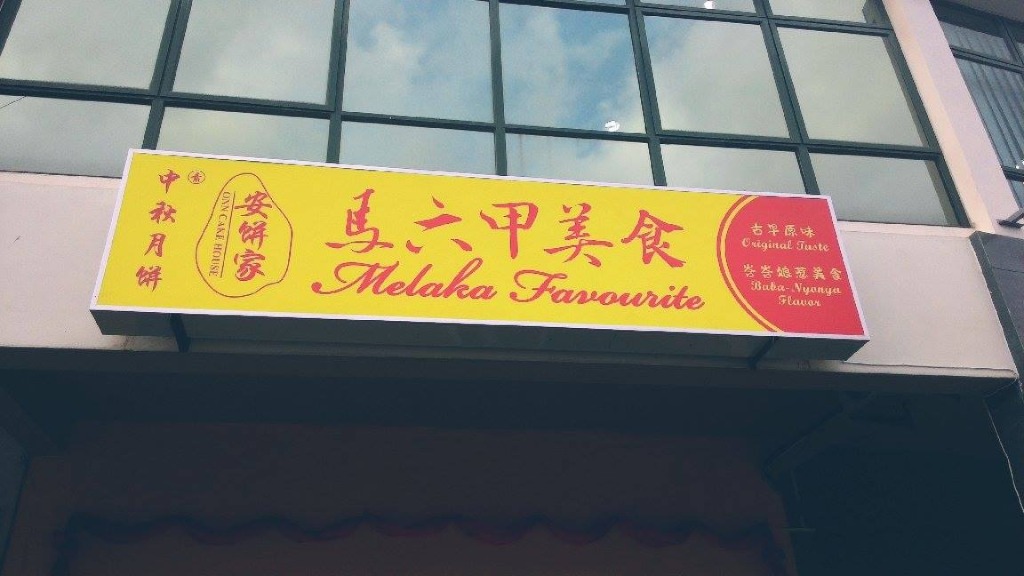 中秋月饼
香
安饼家
ONN CAKE HOUSE
馬六甲美食
Melaka Favourite
古早原味
Original Taste
峇峇娘惹美食
Baba-Nyonya
Flavor